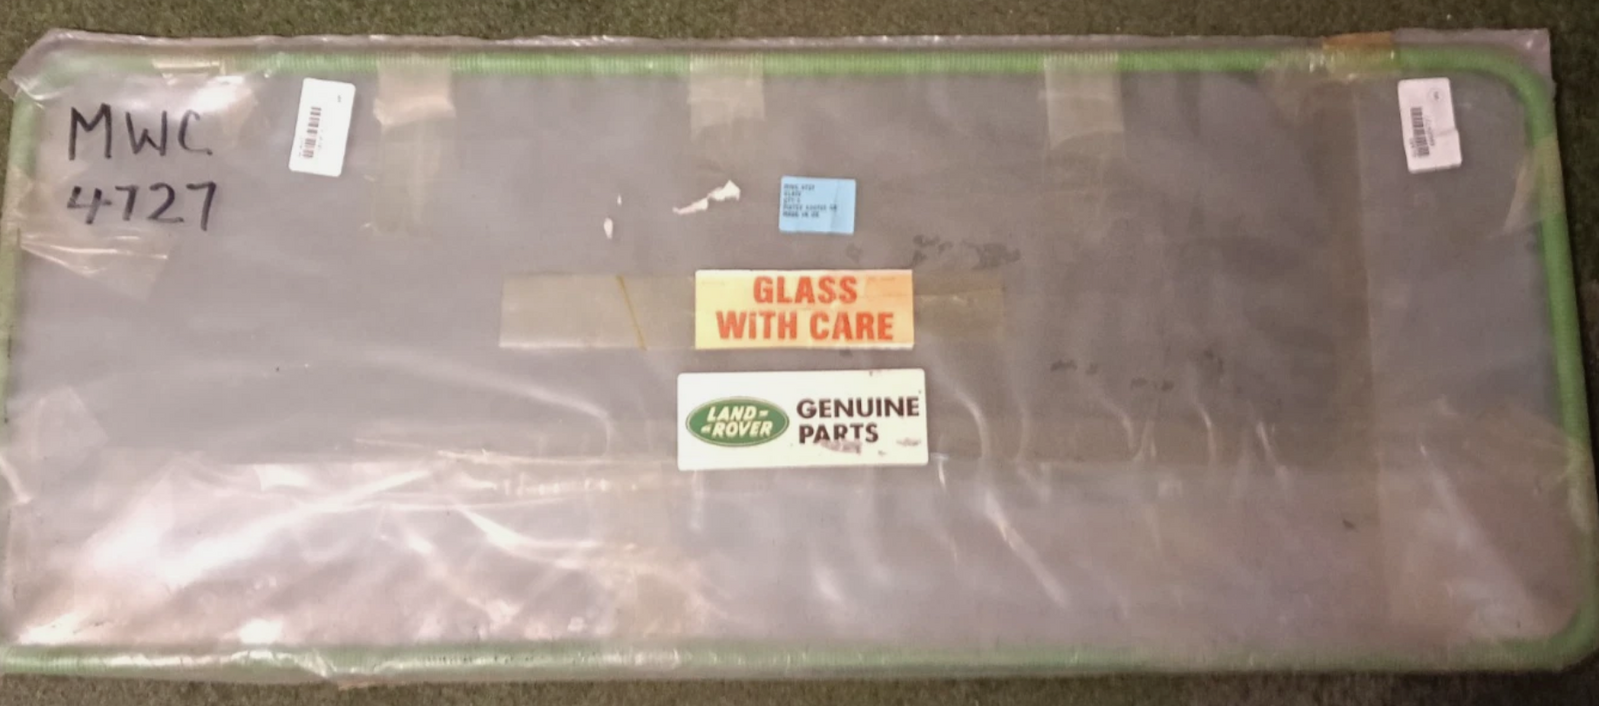 MWC
4727
GLASS
WiTH CARE
LAND-
-ROVER
GENUINE
PARTS